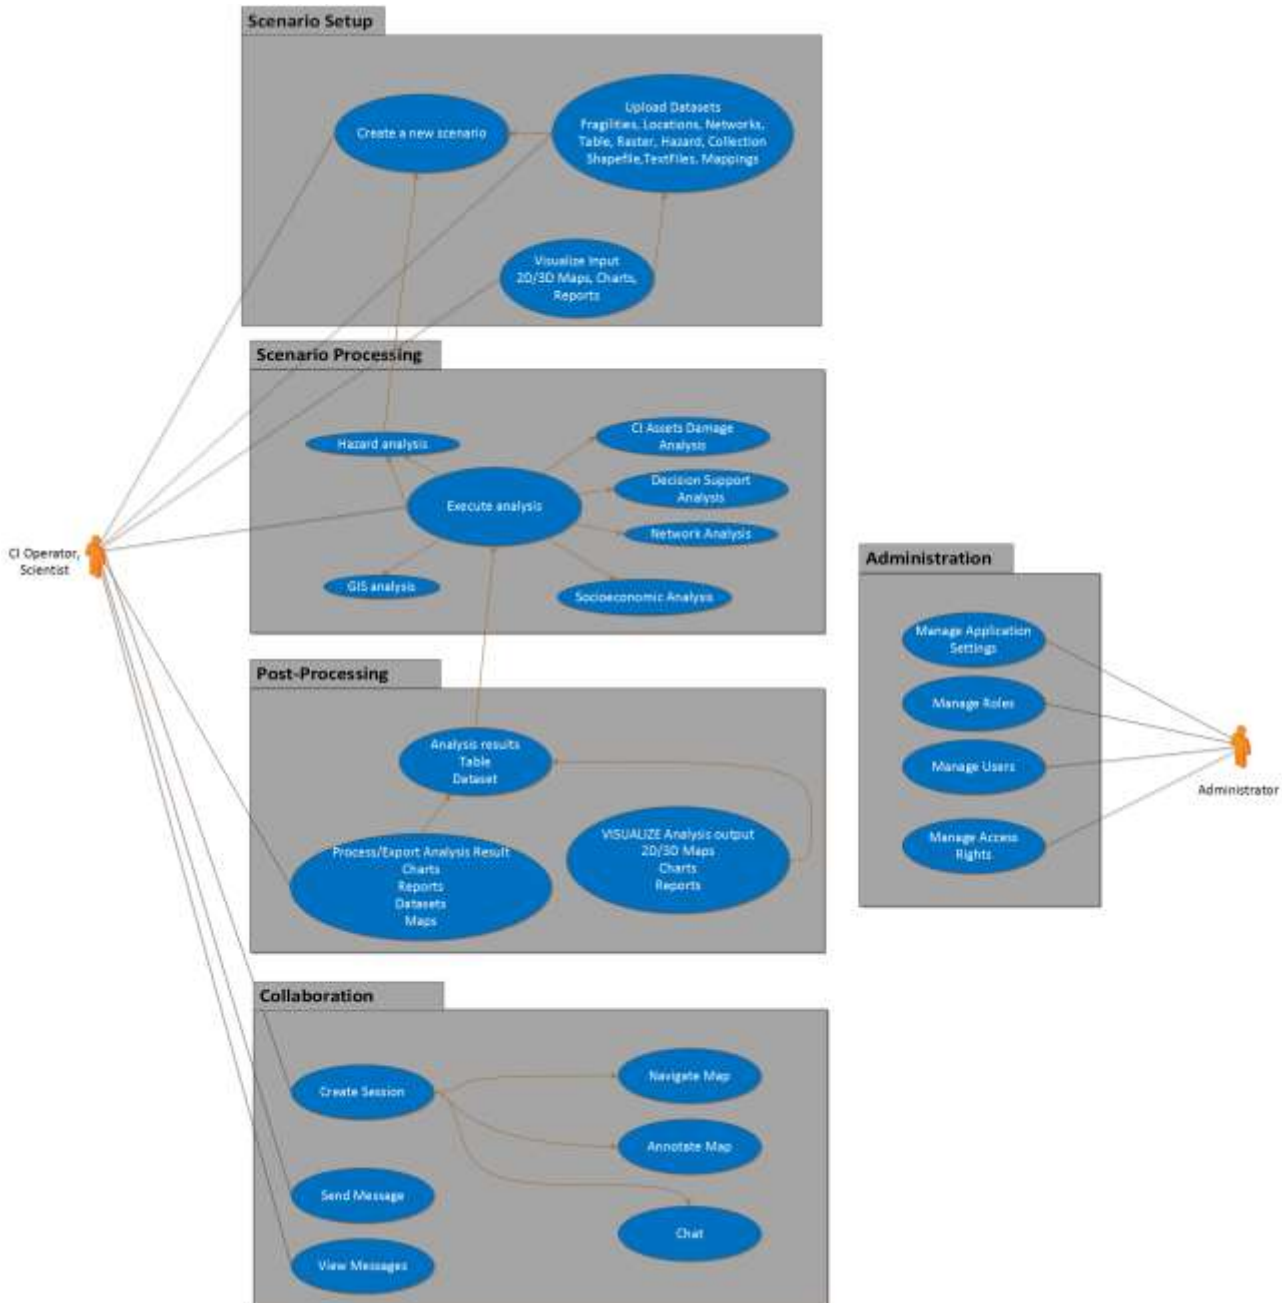 Scenario Setup
Create a new scenario
Upload Datasets
Fragilities, Locations, Networks,
Table, Raster, Hazard, Collection
Shapefile,TextFiles, Mappings
Visualize Input
2D/3D Maps, Charts,
Reports
Scenario Processing
Hazard analysis
CI Assets Damage
Analysis
Decision Support
Analysis
Execute analysis
Network Analysis
GIS analysis
Socioeconomic Analysis
CI Operator,
Scientist
Post-Processing
Analysis results
Table
Dataset
Process/Export Analysis Result
Charts
Reports
Datasets
Maps
VISUALIZE Analysis output
2D/3D Maps
Charts
Reports
Administration
Manage Application
Settings
Manage Roles
Manage Users
Manage Access
Rights
Administrator
Collaboration
Create Session
Navigate Map
Annotate Map
Send Message
Chat
View Messages